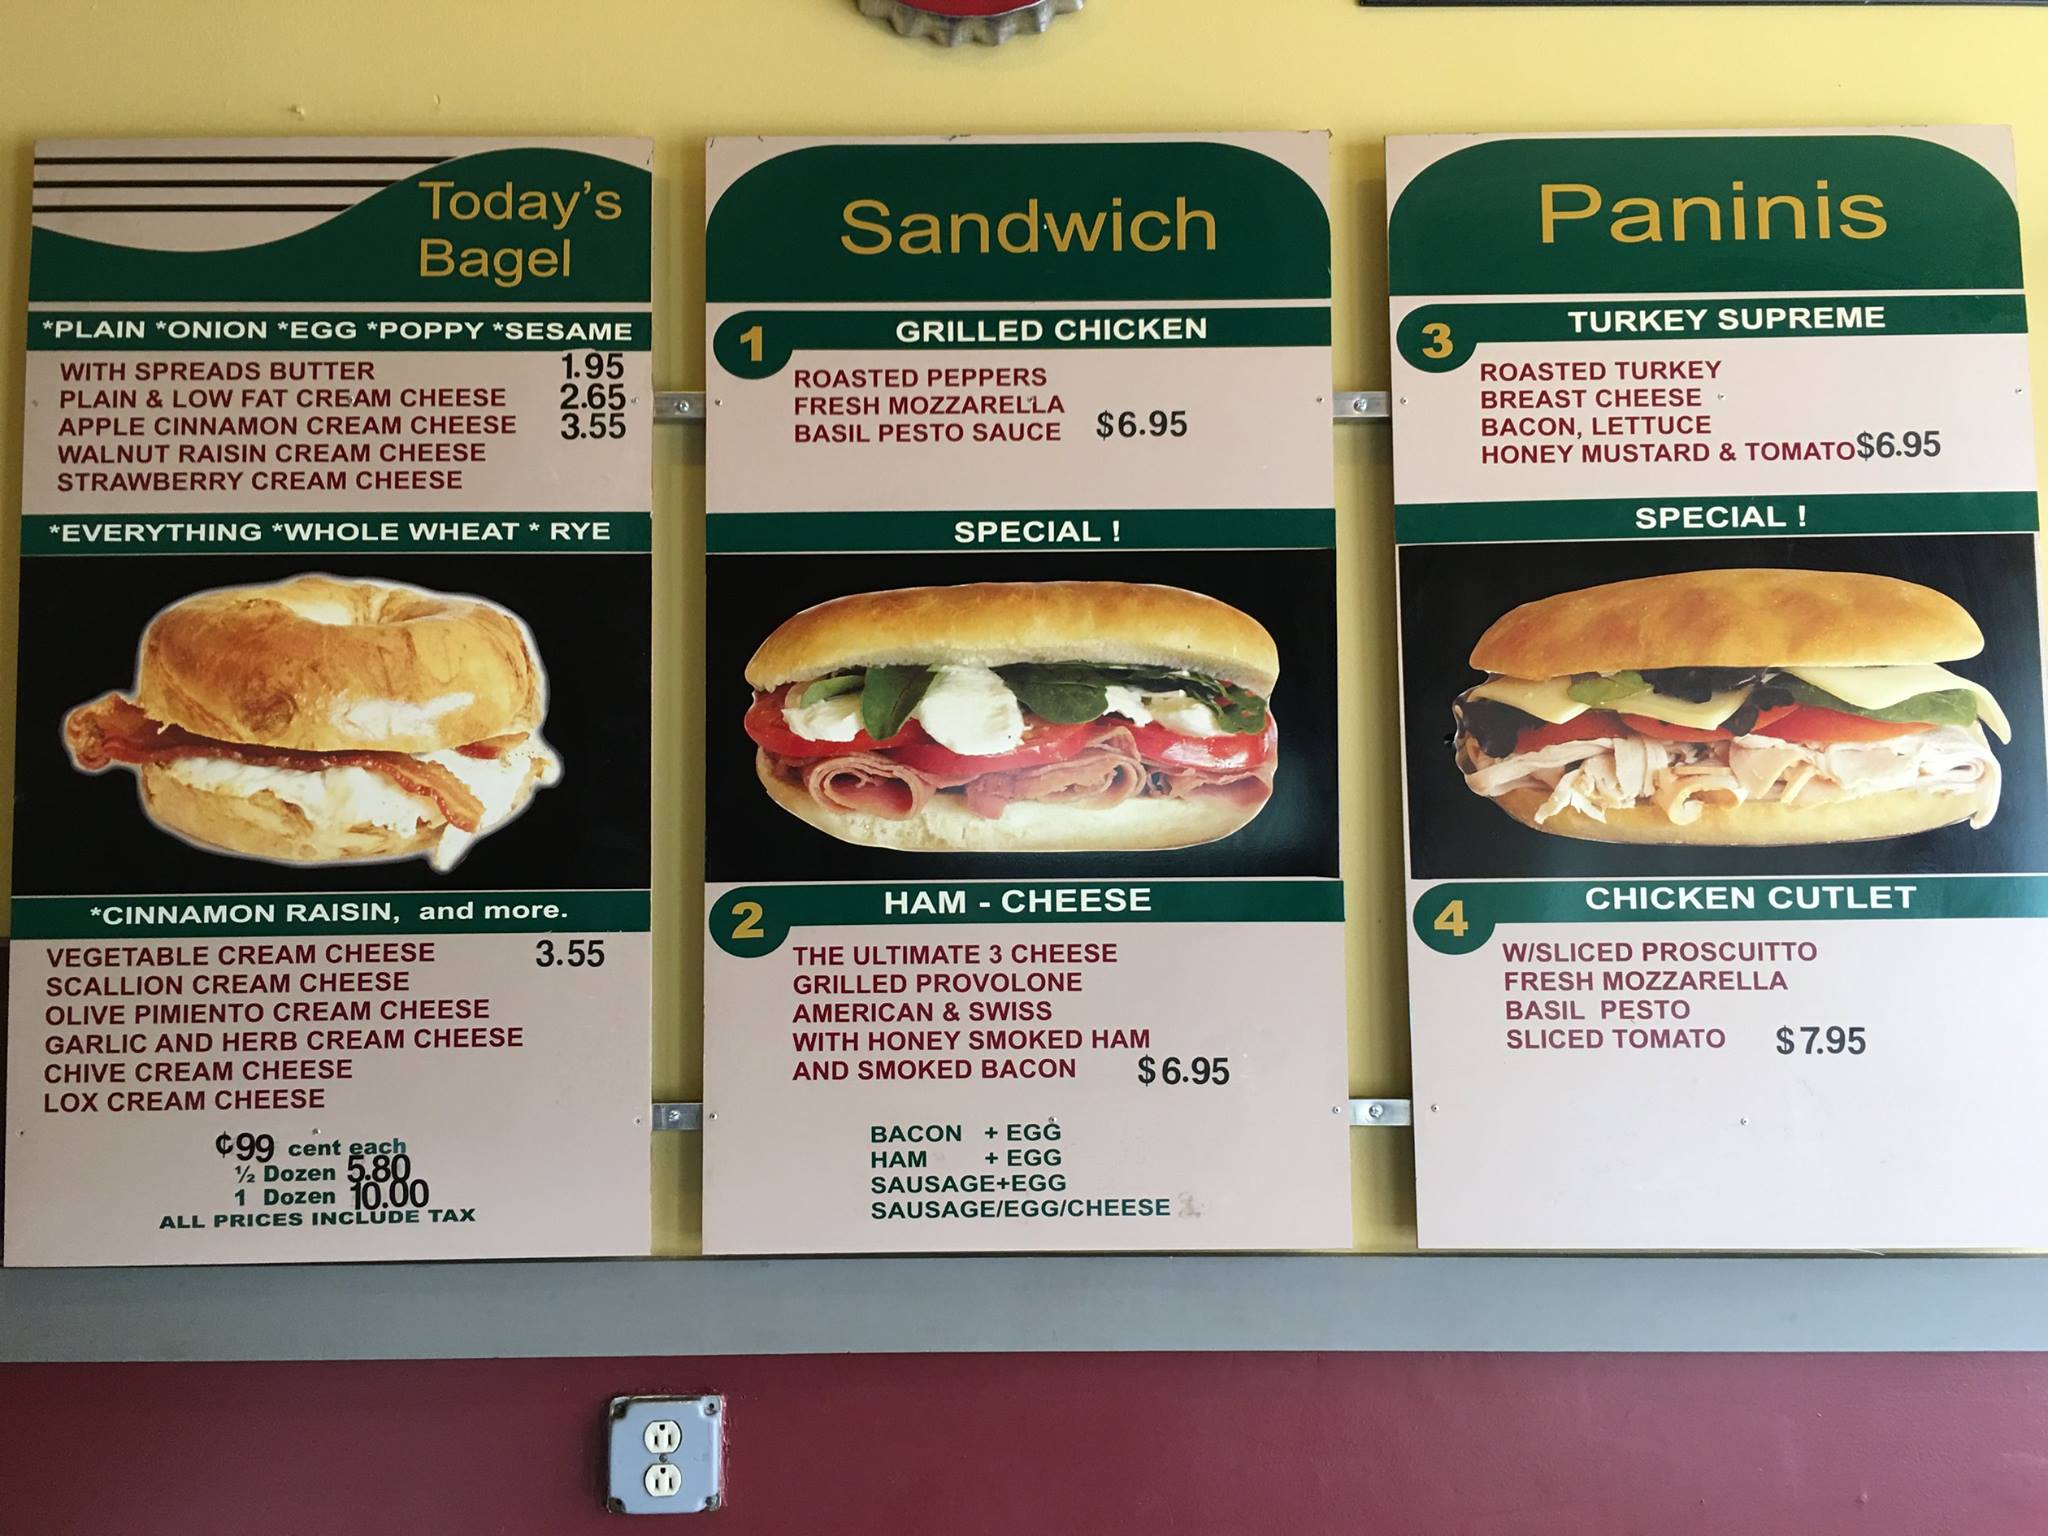 Today's
Bagel
*PLAIN *ONION *EGG *POPPY *SESAME
WITH SPREADS BUTTER 1.95
PLAIN & LOW FAT CREAM CHEESE 2.65
APPLE CINNAMON CREAM CHEESE 3.55
WALNUT RAISIN CREAM CHEESE
STRAWBERRY CREAM CHEESE
*EVERYTHING *WHOLE WHEAT * RYE
*CINNAMON RAISIN, and more.
VEGETABLE CREAM CHEESE 3.55
SCALLION CREAM CHEESE
OLIVE PIMIENTO CREAM CHEESE
GARLIC AND HERB CREAM CHEESE
CHIVE CREAM CHEESE
LOX CREAM CHEESE
¢99 cent each
½ Dozen 5.80
1 Dozen 10.00
ALL PRICES INCLUDE TAX
Sandwich
1 GRILLED CHICKEN
ROASTED PEPPERS
FRESH MOZZARELLA
BASIL PESTO SAUCE $6.95
SPECIAL !
2 HAM - CHEESE
THE ULTIMATE 3 CHEESE
GRILLED PROVOLONE
AMERICAN & SWISS
WITH HONEY SMOKED HAM
AND SMOKED BACON $6.95
BACON + EGG
HAM + EGG
SAUSAGE+EGG
SAUSAGE/EGG/CHEESE
Paninis
3 TURKEY SUPREME
ROASTED TURKEY
BREAST CHEESE
BACON, LETTUCE
HONEY MUSTARD & TOMATO $6.95
SPECIAL !
4 CHICKEN CUTLET
W/SLICED PROSCUITTO
FRESH MOZZARELLA
BASIL PESTO
SLICED TOMATO $7.95